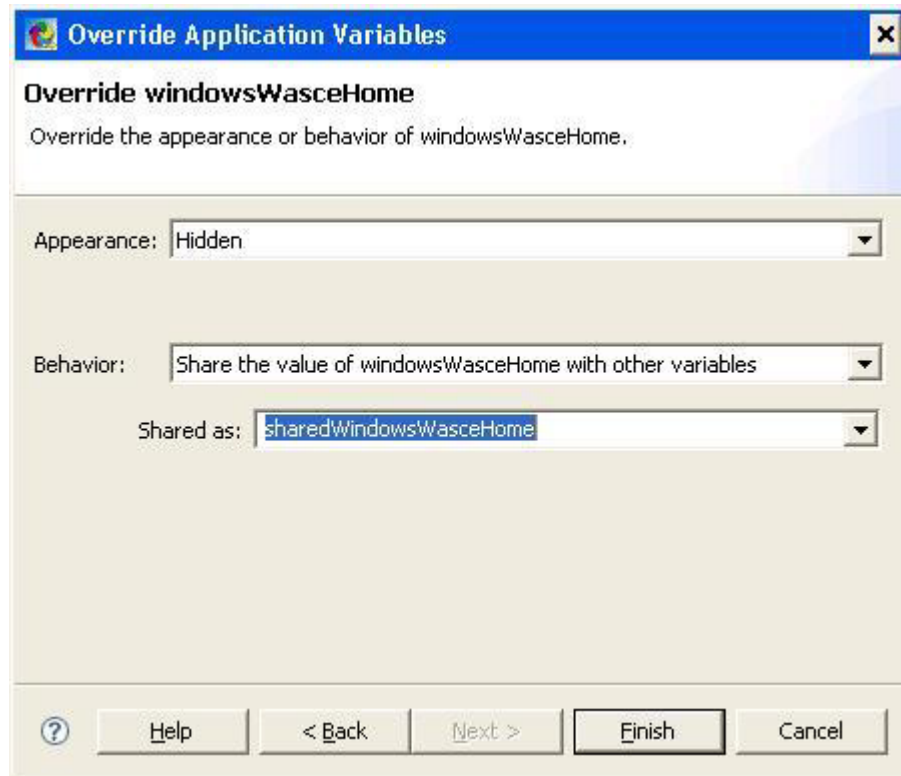 Override Application Variables
Override windowsWasceHome
Override the appearance or behavior of windowsWasceHome.
Appearance: Hidden
Behavior: Share the value of windowsWasceHome with other variables
Shared as: sharedWindowsWasceHome
? Help < Back Next > Finish Cancel